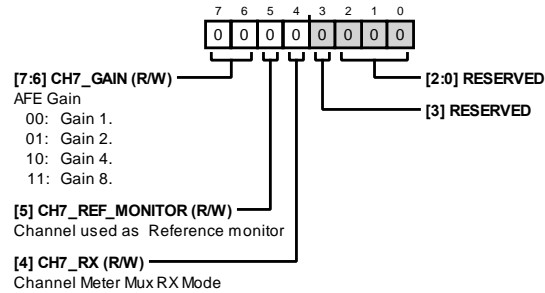 7 6 5 4 3 2 1 0
0 0 0 0 0 0 0 0
[7:6] CH7_GAIN (R/W)
AFE Gain
00: Gain 1.
01: Gain 2.
10: Gain 4.
11: Gain 8.
[5] CH7_REF_MONITOR (R/W)
Channel used as Reference monitor
[4] CH7_RX (R/W)
Channel Meter Mux RX Mode
[2:0] RESERVED
[3] RESERVED